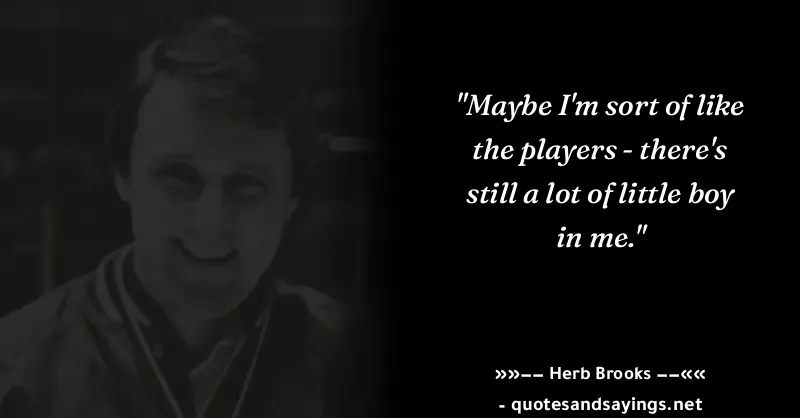 "Maybe I'm sort of like
the players - there's
still a lot of little boy
in me."
»»–– Herb Brooks ––««
- quotesandsayings.net